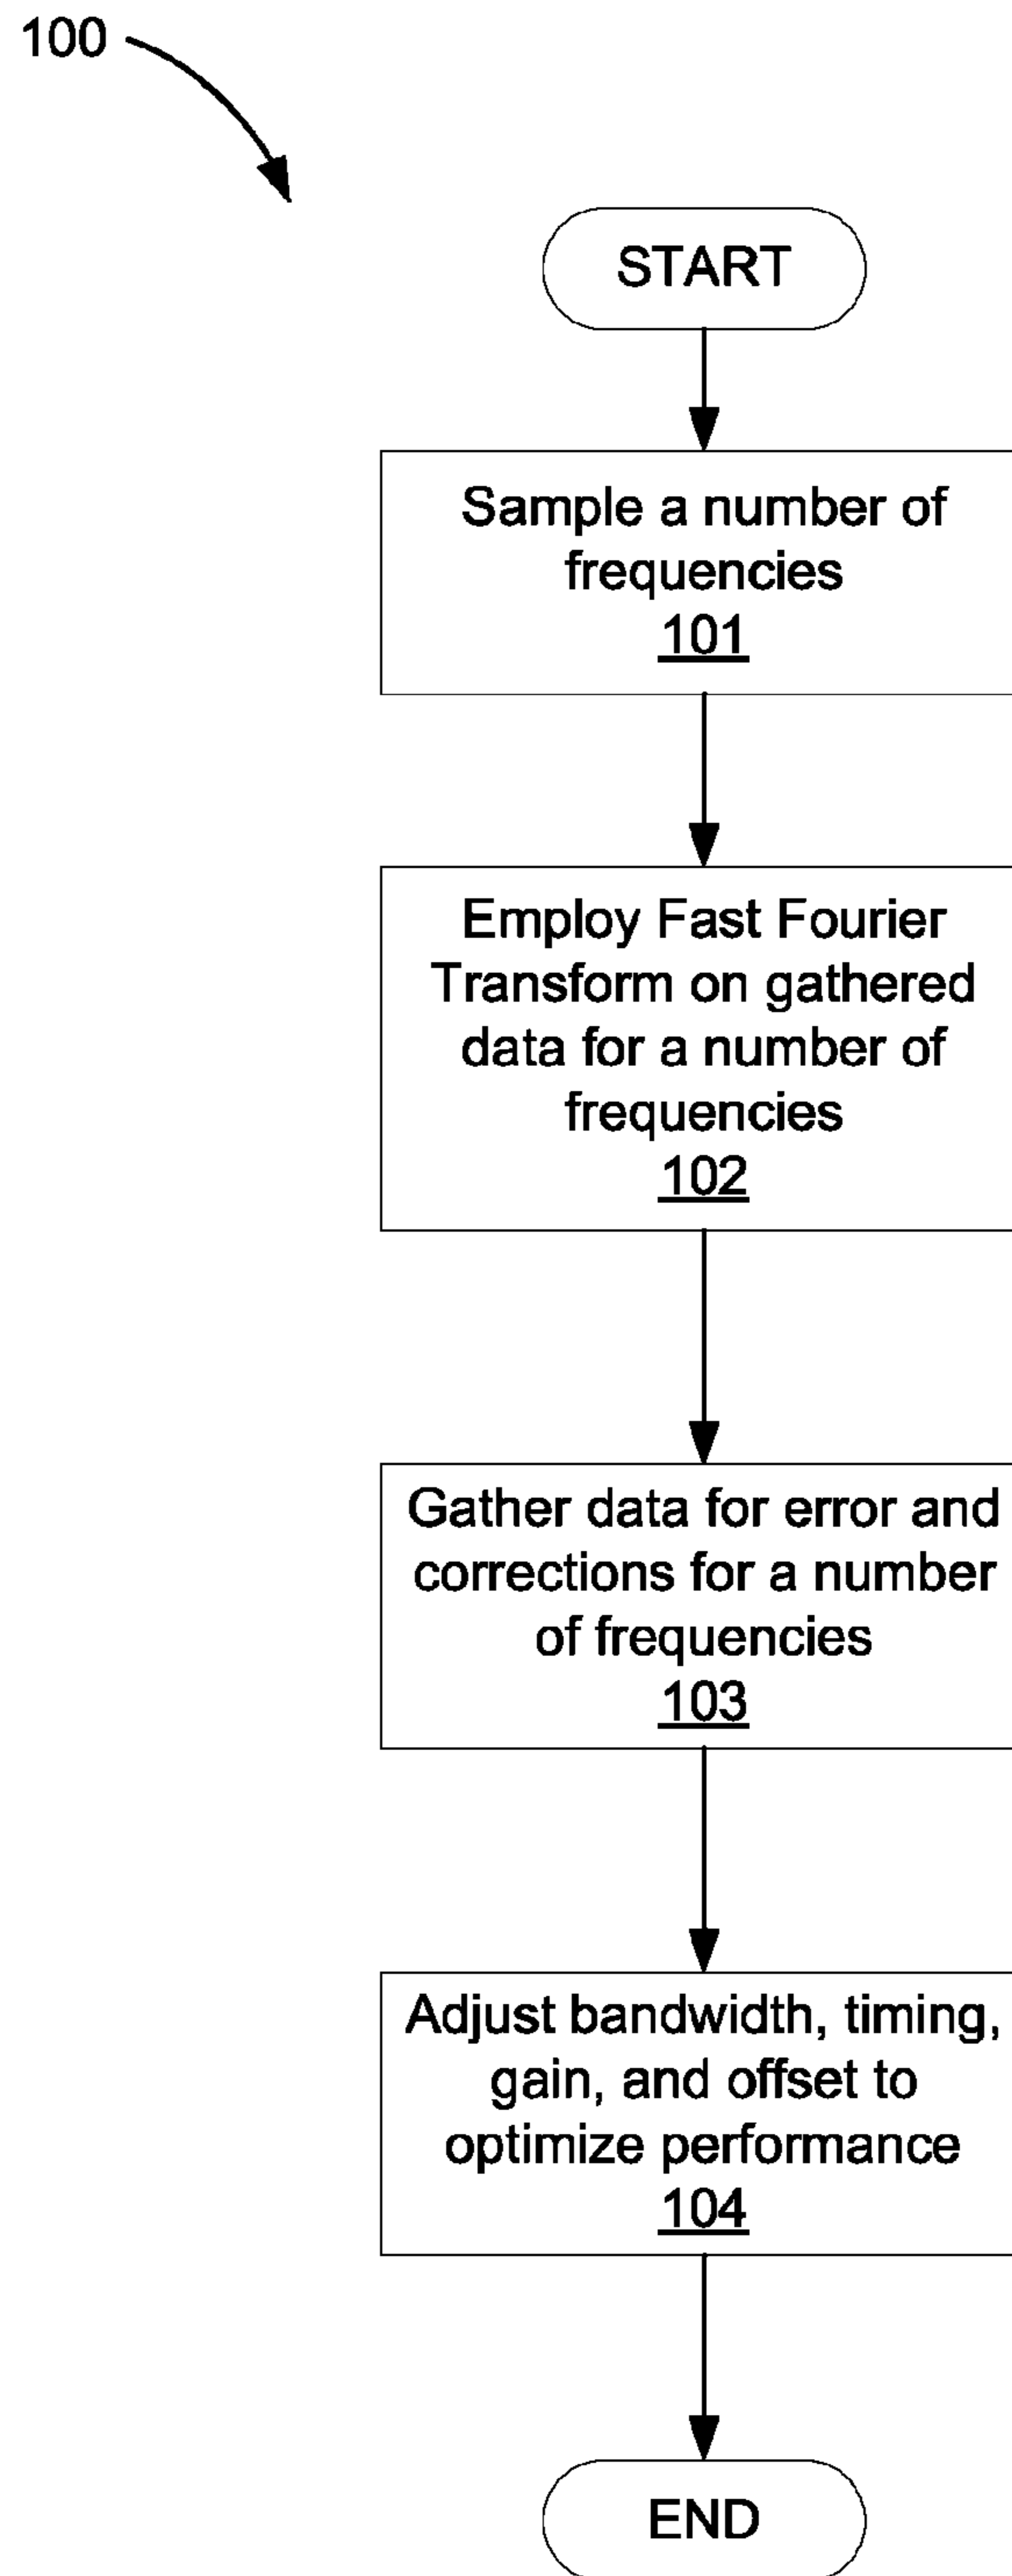 100
START
Sample a number of
frequencies
101
Employ Fast Fourier
Transform on gathered
data for a number of
frequencies
102
Gather data for error and
corrections for a number
of frequencies
103
Adjust bandwidth, timing,
gain, and offset to
optimize performance
104
END